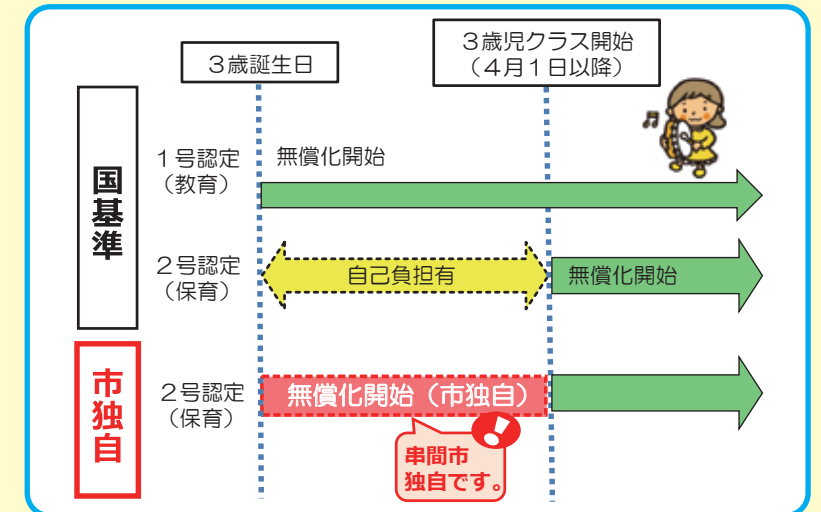 3歳誕生日
3歳児クラス開始
（4月1日以降）
国基準
1号認定
（教育）
無償化開始
2号認定
（保育）
自己負担有
無償化開始
市独自
2号認定
（保育）
無償化開始（市独自）
串間市
独自です。